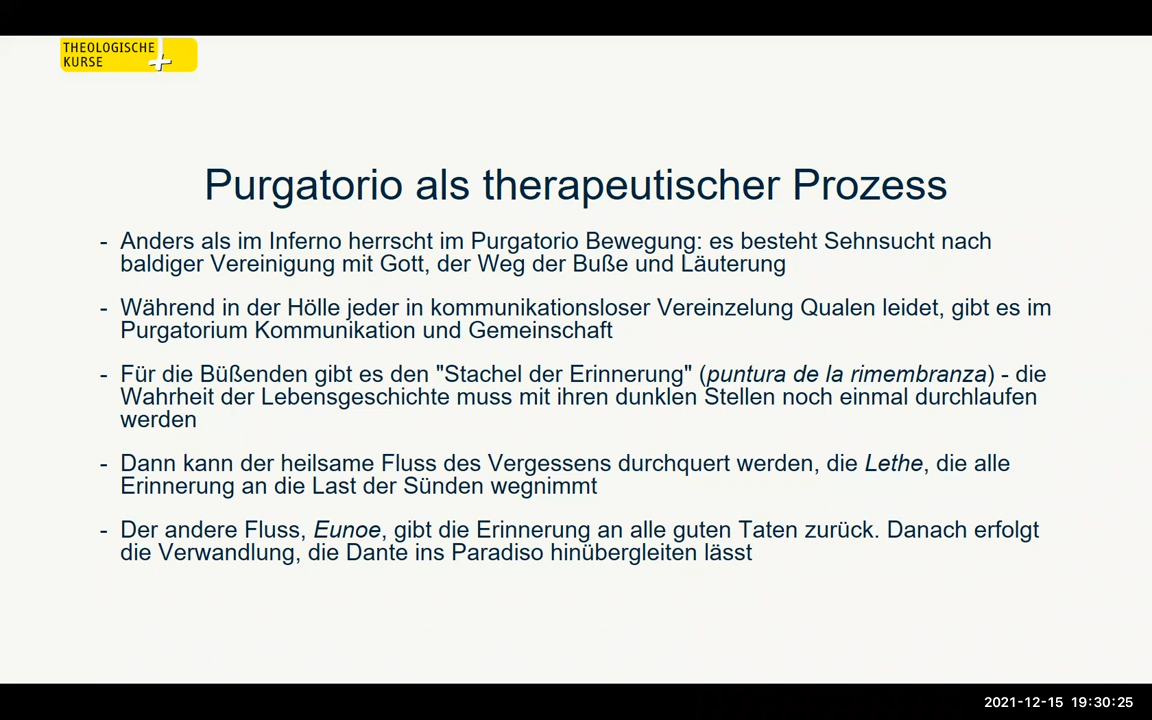 THEOLOGISCHE
KURSE
Purgatorio als therapeutischer Prozess
- Anders als im Inferno herrscht im Purgatorio Bewegung: es besteht Sehnsucht nach
baldiger Vereinigung mit Gott, der Weg der Buße und Läuterung
- Während in der Hölle jeder in kommunikationsloser Vereinzelung Qualen leidet, gibt es im
Purgatorium Kommunikation und Gemeinschaft
- Für die Büßenden gibt es den "Stachel der Erinnerung" (puntura de la rimembranza) - die
Wahrheit der Lebensgeschichte muss mit ihren dunklen Stellen noch einmal durchlaufen
werden
- Dann kann der heilsame Fluss des Vergessens durchquert werden, die Lethe, die alle
Erinnerung an die Last der Sünden wegnimmt
- Der andere Fluss, Eunoe, gibt die Erinnerung an alle guten Taten zurück. Danach erfolgt
die Verwandlung, die Dante ins Paradiso hinübergleiten lässt
2021-12-15 19:30:25